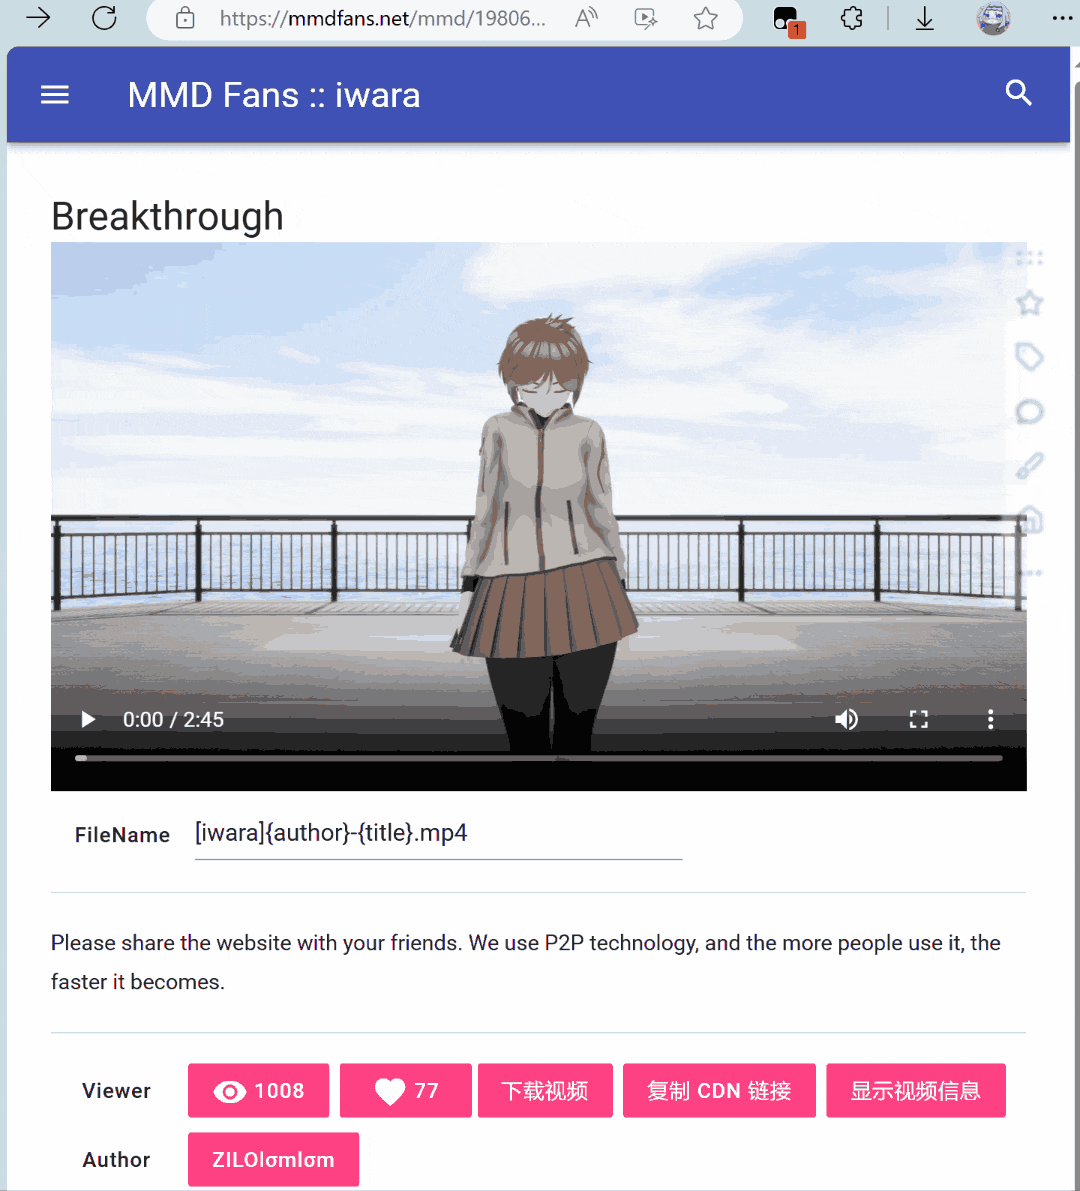 https://mmdfans.net/mmd/19806...
1
MMD Fans :: iwara
Breakthrough
0:00 / 2:45
FileName [iwara]{author}-{title}.mp4
Please share the website with your friends. We use P2P technology, and the more people use it, the
faster it becomes.
Viewer 1008 77 下载视频 复制 CDN 链接 显示视频信息
Author ZILOlσmlσm